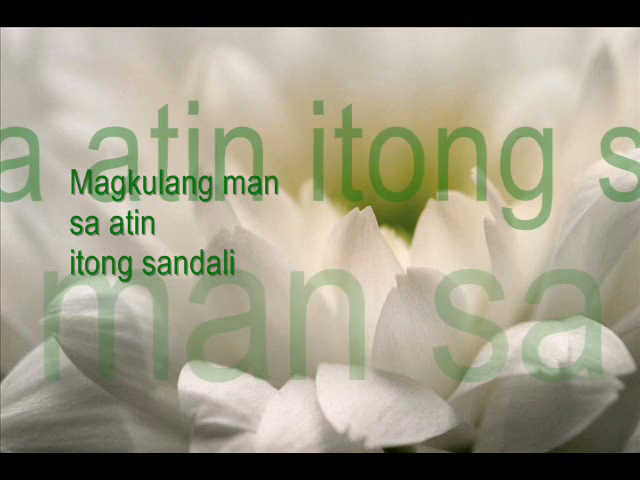 a atin itong s
Magkulang man
sa atin
itong sandali
man sa